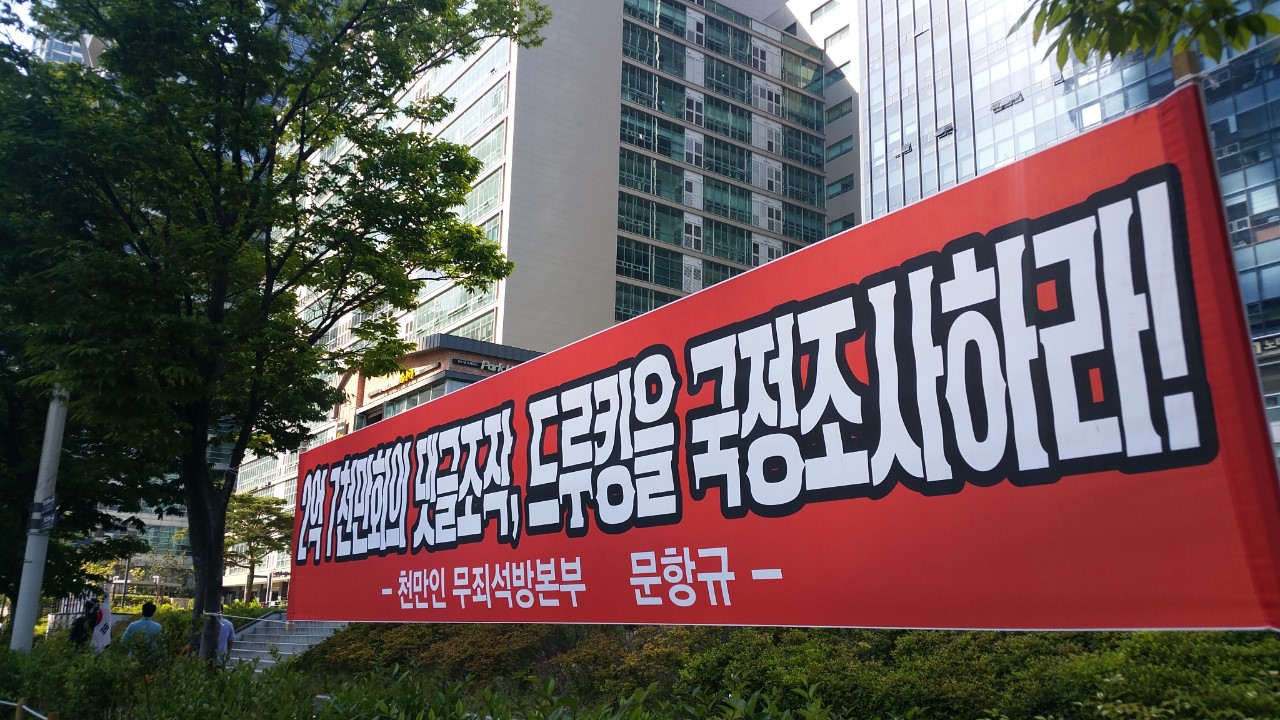 2억 7천만회의 댓글조작, 드루킹을 국정조사하라!
- 천만인 무죄석방본부 문항규 -
Park